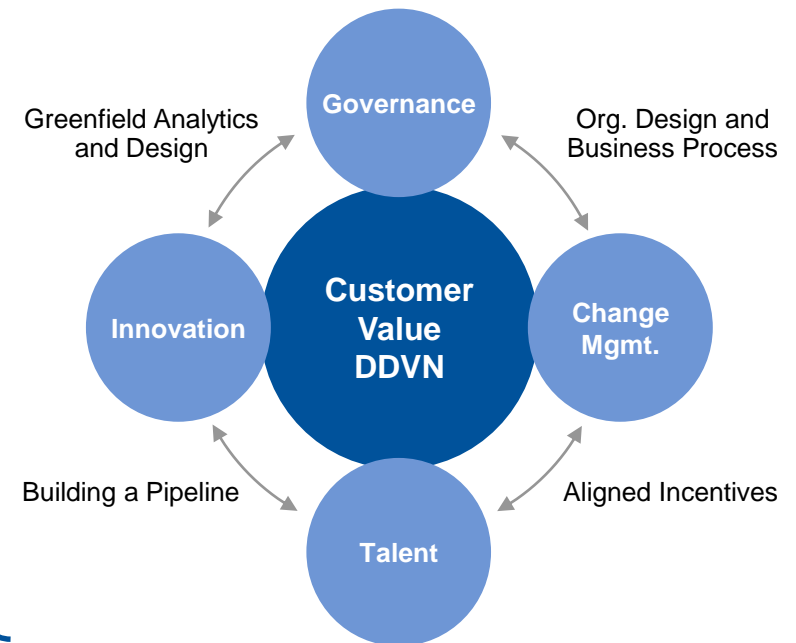 Governance
Greenfield Analytics
and Design
Org. Design and
Business Process
Customer
Value
DDVN
Innovation
Change
Mgmt.
Building a Pipeline
Aligned Incentives
Talent